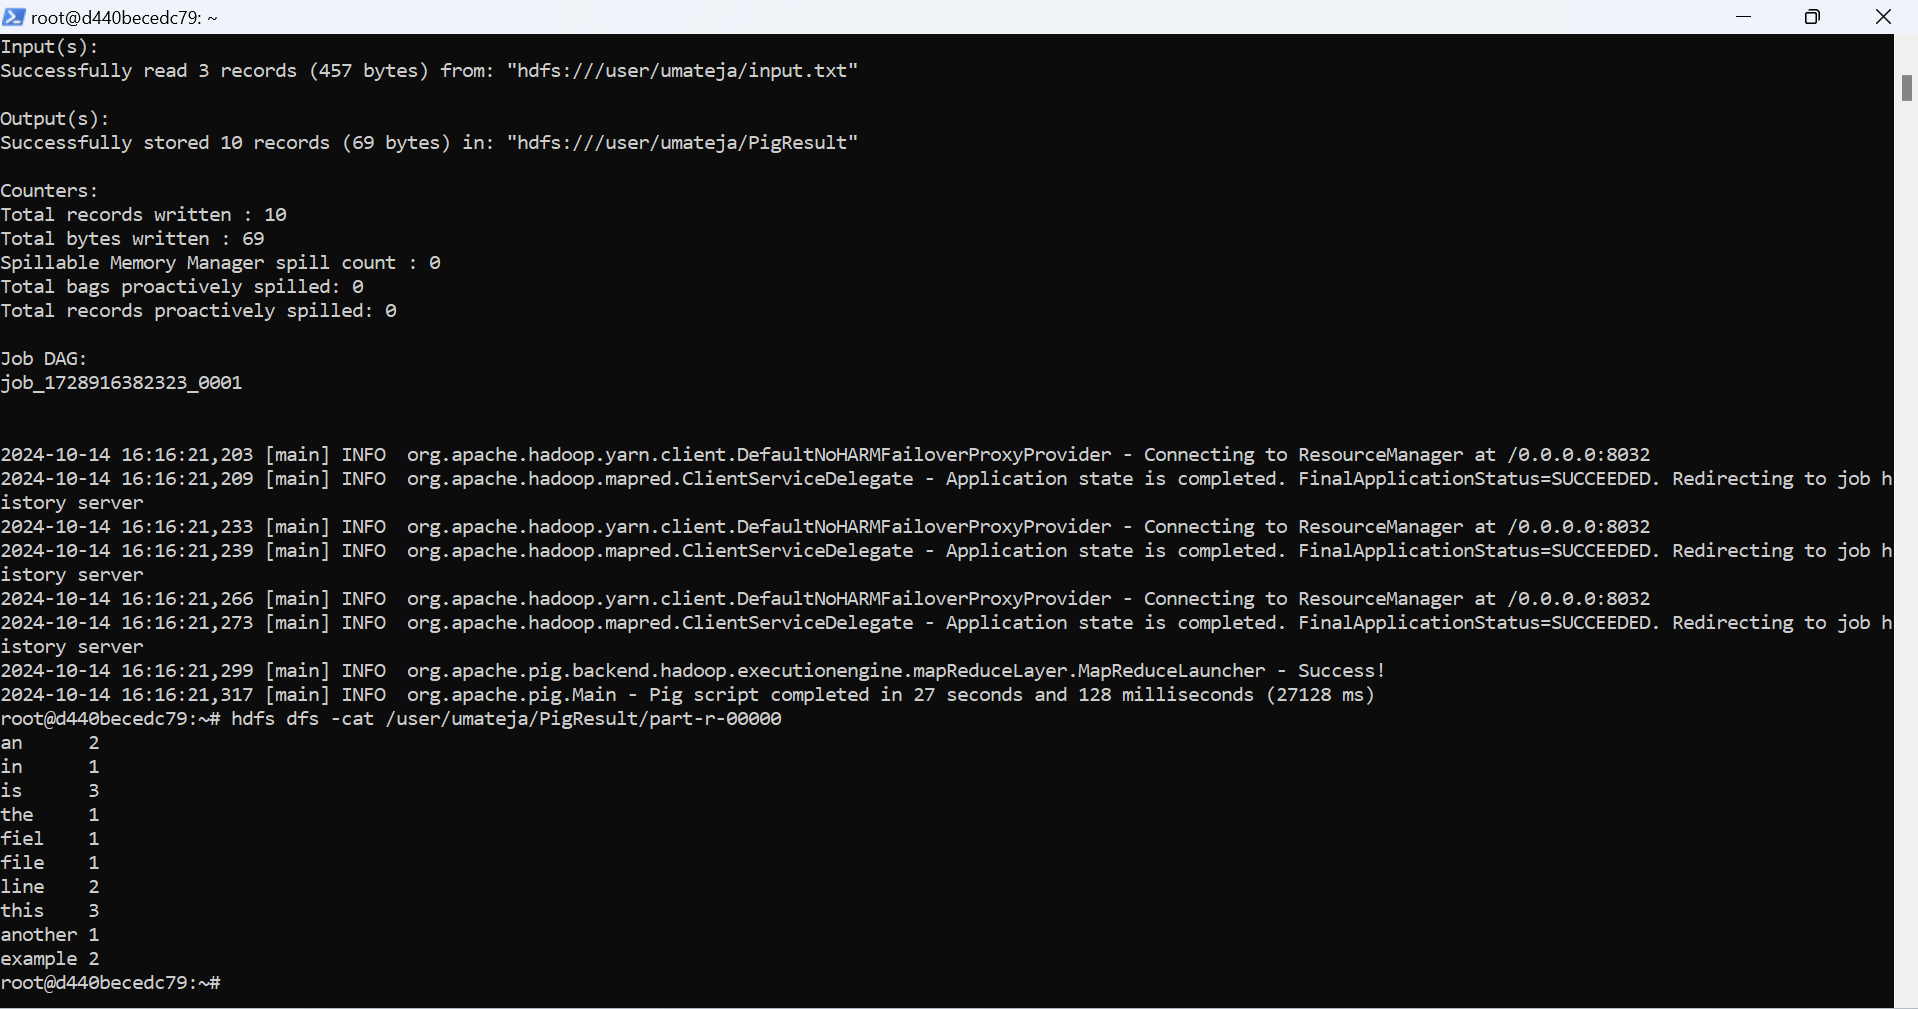 root@d440becedc79: ~
Input(s):
Successfully read 3 records (457 bytes) from: "hdfs:///user/umateja/input.txt"

Output(s):
Successfully stored 10 records (69 bytes) in: "hdfs:///user/umateja/PigResult"

Counters:
Total records written : 10
Total bytes written : 69
Spillable Memory Manager spill count : 0
Total bags proactively spilled: 0
Total records proactively spilled: 0

Job DAG:
job_1728916382323_0001


2024-10-14 16:16:21,203 [main] INFO  org.apache.hadoop.yarn.client.DefaultNoHARMFailoverProxyProvider - Connecting to ResourceManager at /0.0.0.0:8032
2024-10-14 16:16:21,209 [main] INFO  org.apache.hadoop.mapred.ClientServiceDelegate - Application state is completed. FinalApplicationStatus=SUCCEEDED. Redirecting to job h
istory server
2024-10-14 16:16:21,233 [main] INFO  org.apache.hadoop.yarn.client.DefaultNoHARMFailoverProxyProvider - Connecting to ResourceManager at /0.0.0.0:8032
2024-10-14 16:16:21,239 [main] INFO  org.apache.hadoop.mapred.ClientServiceDelegate - Application state is completed. FinalApplicationStatus=SUCCEEDED. Redirecting to job h
istory server
2024-10-14 16:16:21,266 [main] INFO  org.apache.hadoop.yarn.client.DefaultNoHARMFailoverProxyProvider - Connecting to ResourceManager at /0.0.0.0:8032
2024-10-14 16:16:21,273 [main] INFO  org.apache.hadoop.mapred.ClientServiceDelegate - Application state is completed. FinalApplicationStatus=SUCCEEDED. Redirecting to job h
istory server
2024-10-14 16:16:21,299 [main] INFO  org.apache.pig.backend.hadoop.executionengine.mapReduceLayer.MapReduceLauncher - Success!
2024-10-14 16:16:21,317 [main] INFO  org.apache.pig.Main - Pig script completed in 27 seconds and 128 milliseconds (27128 ms)
root@d440becedc79:~# hdfs dfs -cat /user/umateja/PigResult/part-r-00000
an      2
in      1
is      3
the     1
fiel    1
file    1
line    2
this    3
another 1
example 2
root@d440becedc79:~#